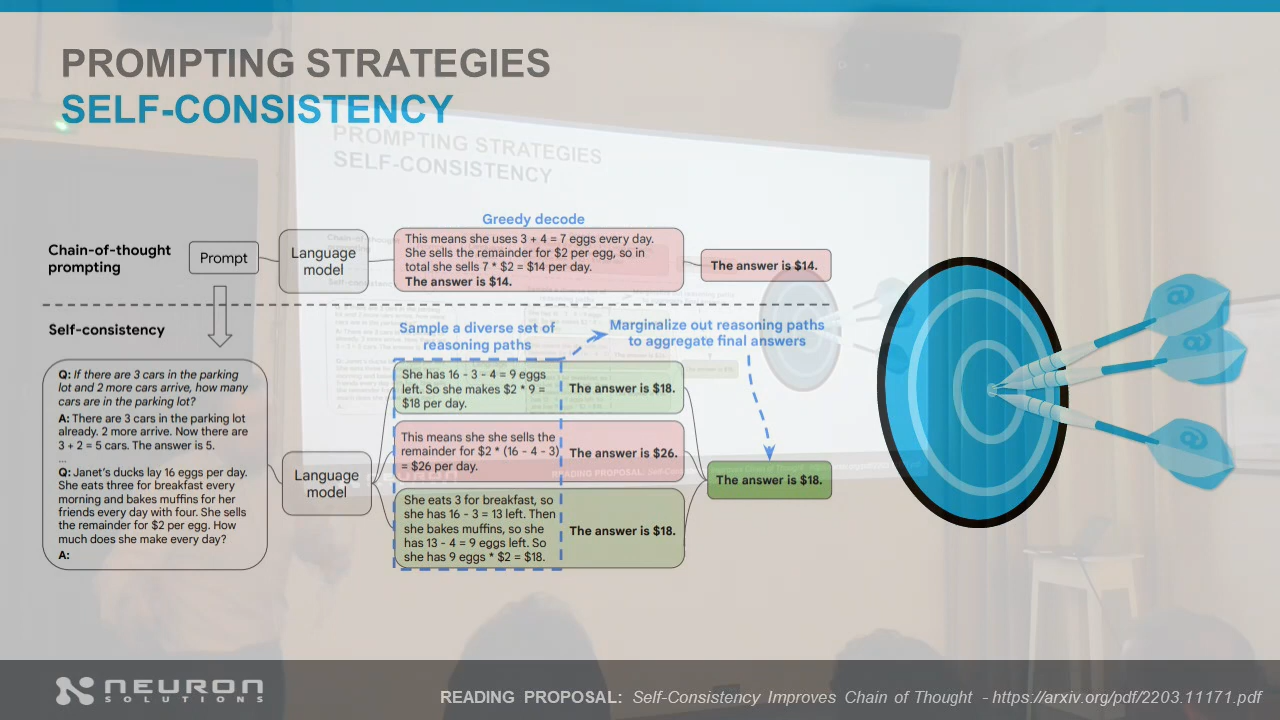 PROMPTING STRATEGIES
SELF-CONSISTENCY
PROMPTING STRATEGIES
SELF-CONSISTENCY
Greedy decode
Chain-of-thought
prompting
Prompt
Language
model
This means she uses 3 + 4 = 7 eggs every day.
She sells the remainder for $2 per egg, so in
total she sells 7 * $2 = $14 per day.
The answer is $14.
The answer is $14.
Self-consistency
Sample a diverse set of
reasoning paths
Marginalize out reasoning paths
to aggregate final answers
Q: If there are 3 cars in the parking
lot and 2 more cars arrive, how many
cars are in the parking lot?
A: There are 3 cars in the parking lot
already. 2 more arrive. Now there are
3 + 2 = 5 cars. The answer is 5.
...
Q: Janet's ducks lay 16 eggs per day.
She eats three for breakfast every
morning and bakes muffins for her
friends every day with four. She sells
the remainder for $2 per egg. How
much does she make every day?
A:
Language
model
She has 16 - 3 - 4 = 9 eggs
left. So she makes $2 * 9 =
$18 per day.
The answer is $18.
This means she she sells the
remainder for $2 * (16 - 4 - 3)
= $26 per day.
The answer is $26.
She eats 3 for breakfast, so
she has 16 - 3 = 13 left. Then
she bakes muffins, so she
has 13 - 4 = 9 eggs left. So
she has 9 eggs * $2 = $18.
The answer is $18.
The answer is $18.
@
@
@
NEURON
SOLUTIONS
READING PROPOSAL: Self-Consistency Improves Chain of Thought - https://arxiv.org/pdf/2203.11171.pdf